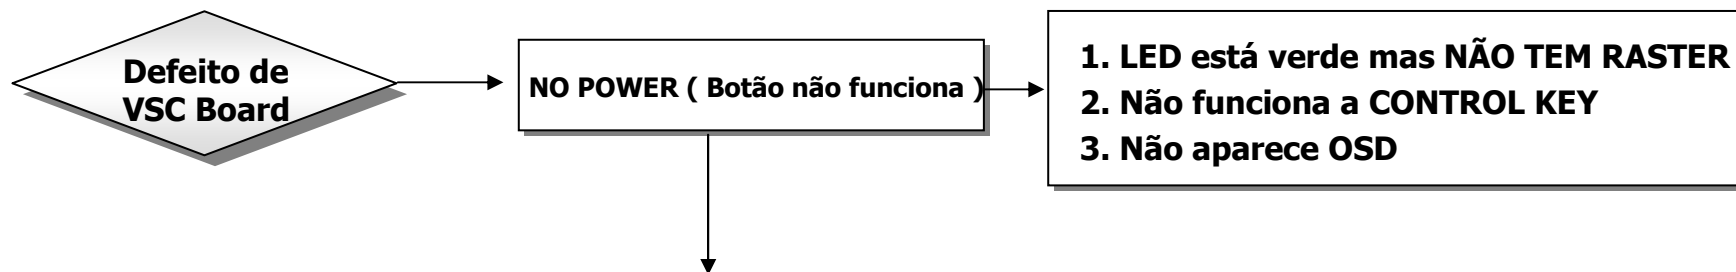 Defeito de
VSC Board
NO POWER ( Botão não funciona )
1. LED está verde mas NÃO TEM RASTER
2. Não funciona a CONTROL KEY
3. Não aparece OSD